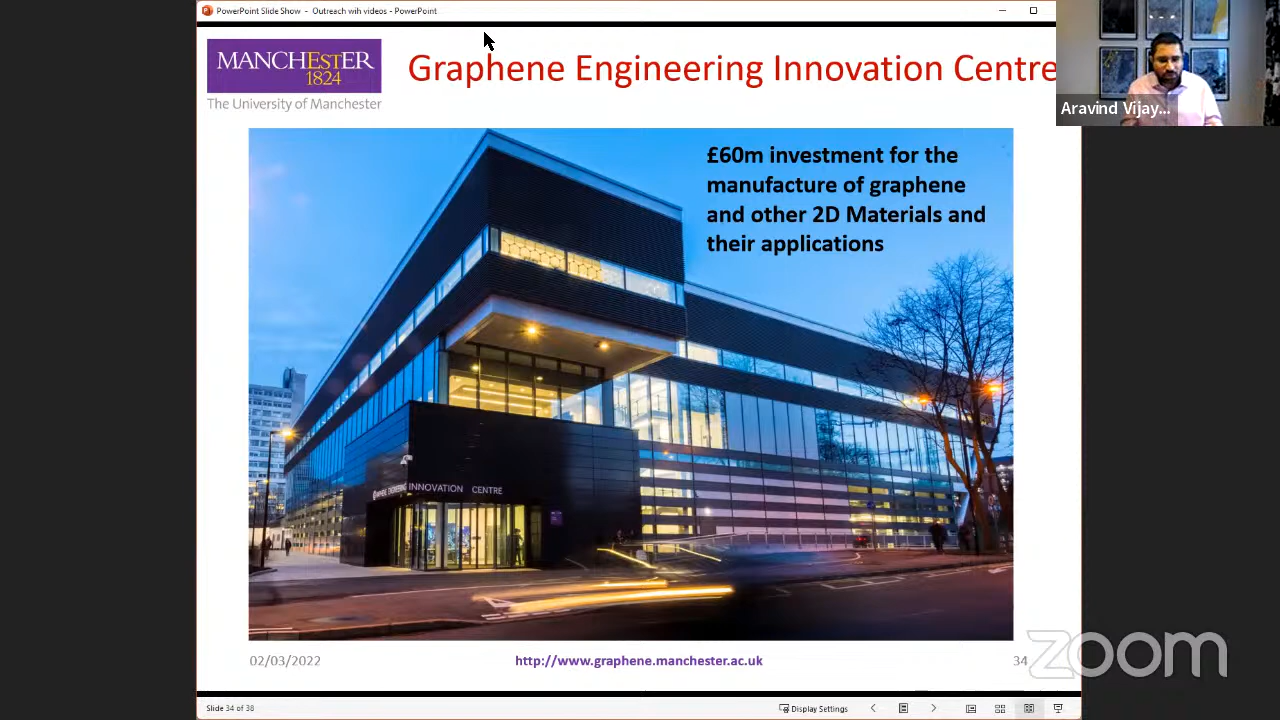 PowerPoint Slide Show - Outreach wih videos - PowerPoint
MANCHESTER
1824
The University of Manchester
Graphene Engineering Innovation Centre
Aravind Vijay...
£60m investment for the
manufacture of graphene
and other 2D Materials and
their applications
INNOVATION CENTRE
02/03/2022
http://www.graphene.manchester.ac.uk
34
zoom
Slide 34 of 38
Display Settings